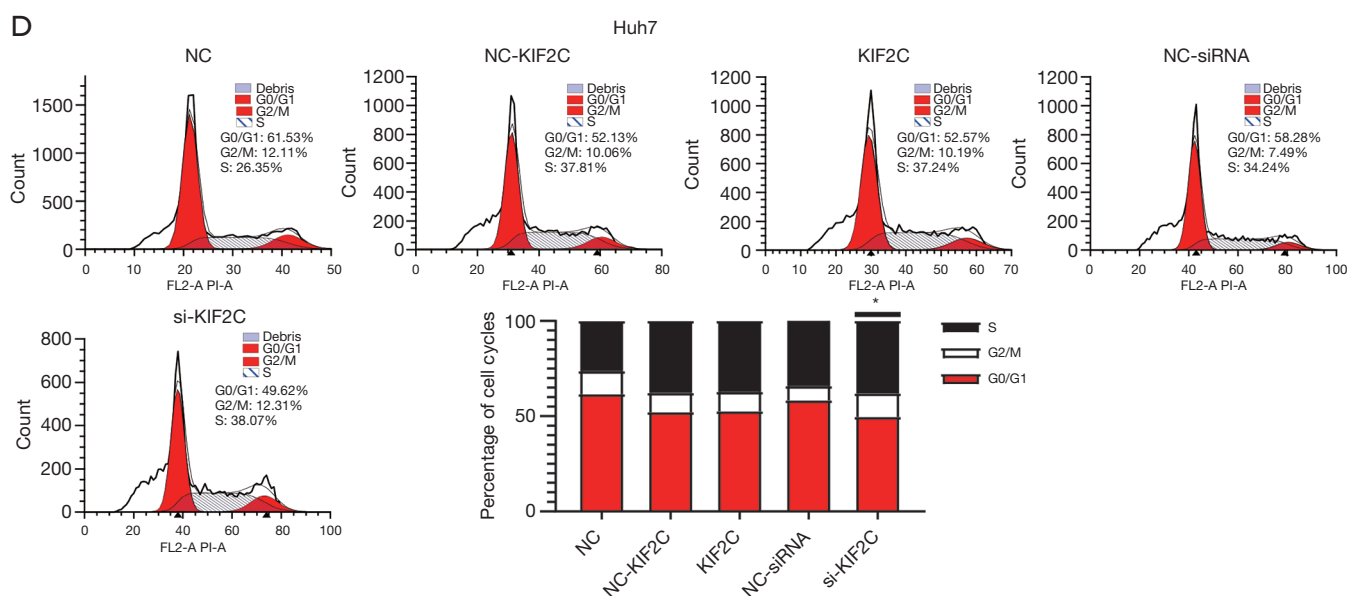 D
Huh7
NC
Count
1500
1000
500
0
Debris
G0/G1
G2/M
S
G0/G1: 61.53%
G2/M: 12.11%
S: 26.35%
0 10 20 30 40 50
FL2-A PI-A
NC-KIF2C
Count
1200
1000
800
600
400
200
0
Debris
G0/G1
G2/M
S
G0/G1: 52.13%
G2/M: 10.06%
S: 37.81%
0 20 40 60 80
FL2-A PI-A
KIF2C
Count
1200
1000
800
600
400
200
0
Debris
G0/G1
G2/M
S
G0/G1: 52.57%
G2/M: 10.19%
S: 37.24%
0 10 20 30 40 50 60 70
FL2-A PI-A
NC-siRNA
Count
1200
1000
800
600
400
200
0
Debris
G0/G1
G2/M
S
G0/G1: 58.28%
G2/M: 7.49%
S: 34.24%
0 20 40 60 80 100
FL2-A PI-A
si-KIF2C
Count
800
600
400
200
0
Debris
G0/G1
G2/M
S
G0/G1: 49.62%
G2/M: 12.31%
S: 38.07%
0 20 40 60 80 100
FL2-A PI-A
Percentage of cell cycles
100
50
0
*
S
G2/M
G0/G1
NC
NC-KIF2C
KIF2C
NC-siRNA
si-KIF2C